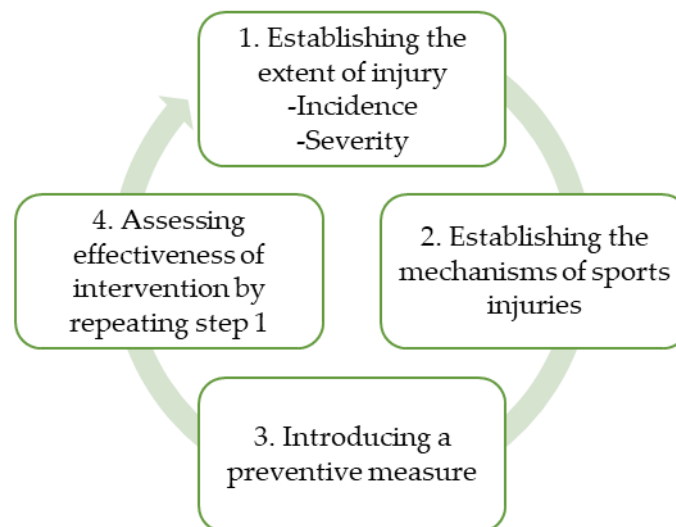 1. Establishing the
extent of injury
-Incidence
-Severity
2. Establishing the
mechanisms of sports
injuries
3. Introducing a
preventive measure
4. Assessing
effectiveness of
intervention by
repeating step 1